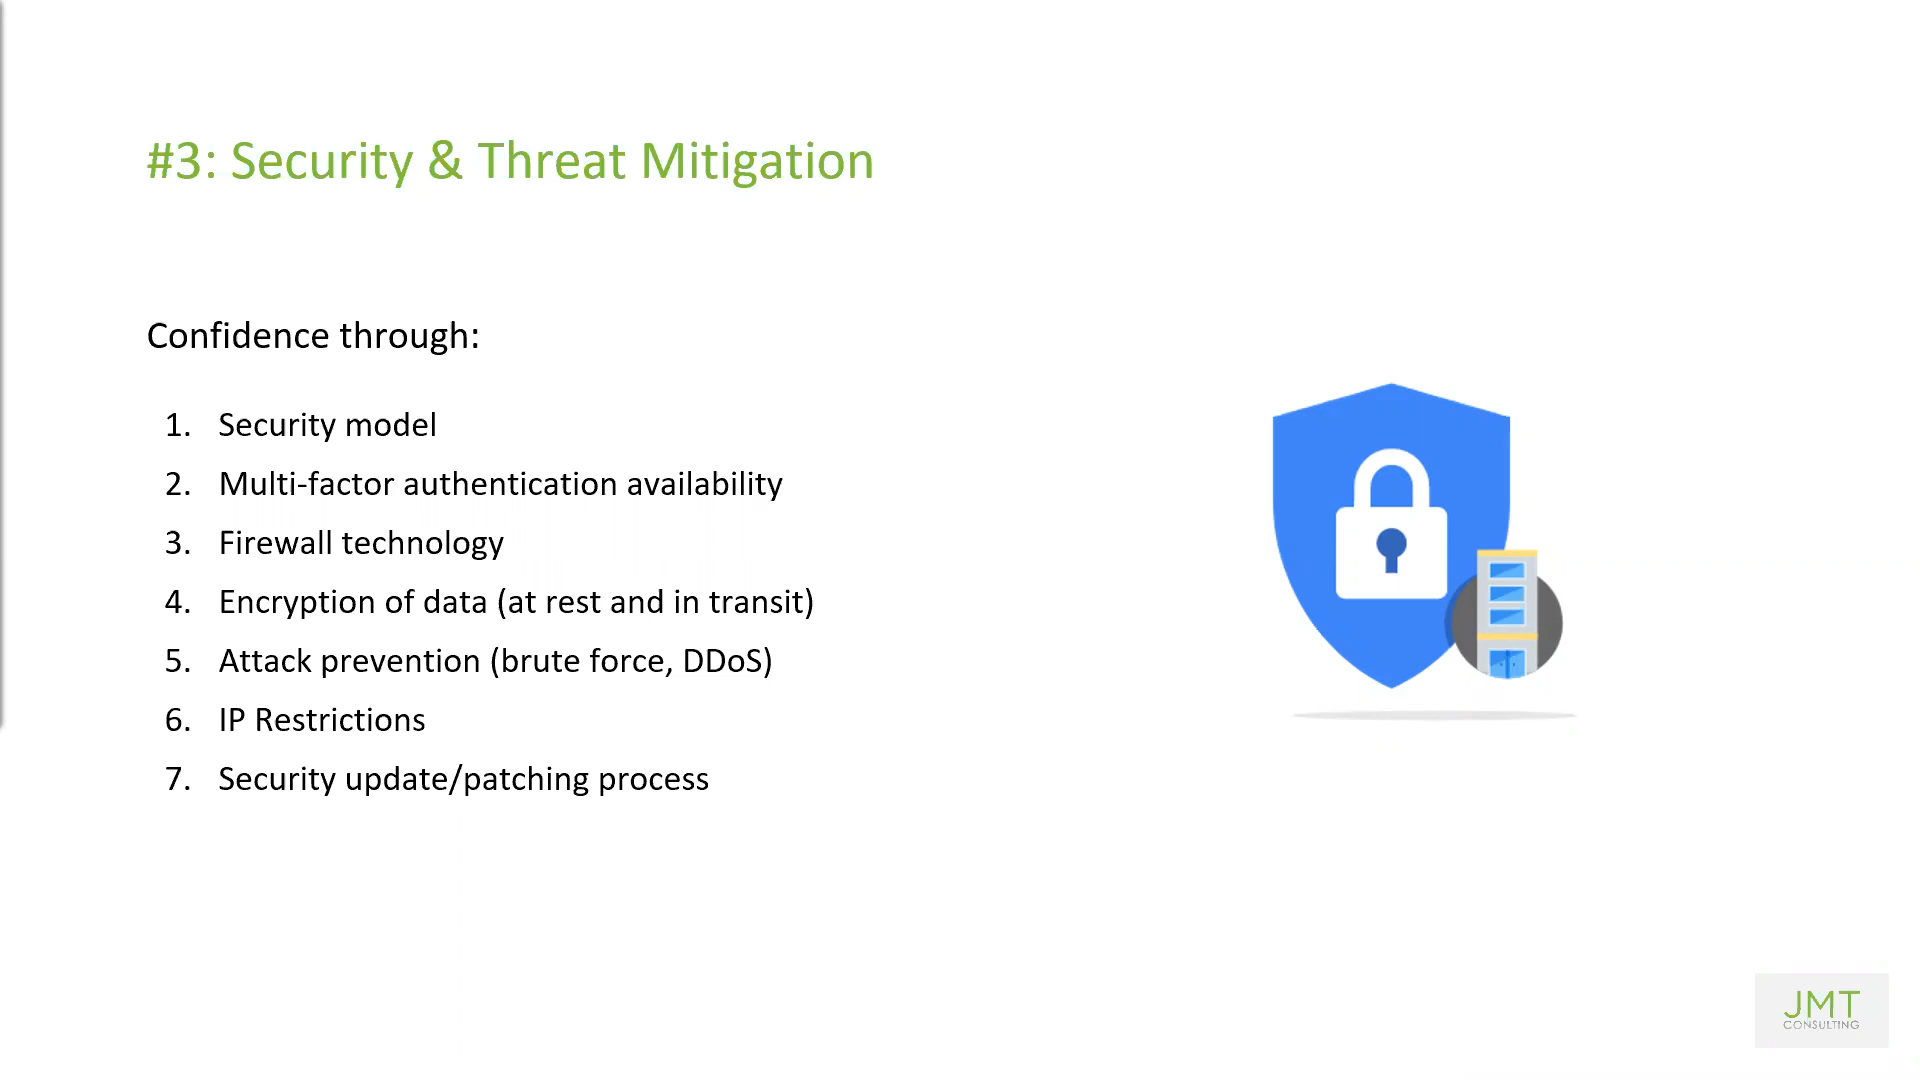 #3: Security & Threat Mitigation
Confidence through:
1. Security model
2. Multi-factor authentication availability
3. Firewall technology
4. Encryption of data (at rest and in transit)
5. Attack prevention (brute force, DDoS)
6. IP Restrictions
7. Security update/patching process
JMT
CONSULTING